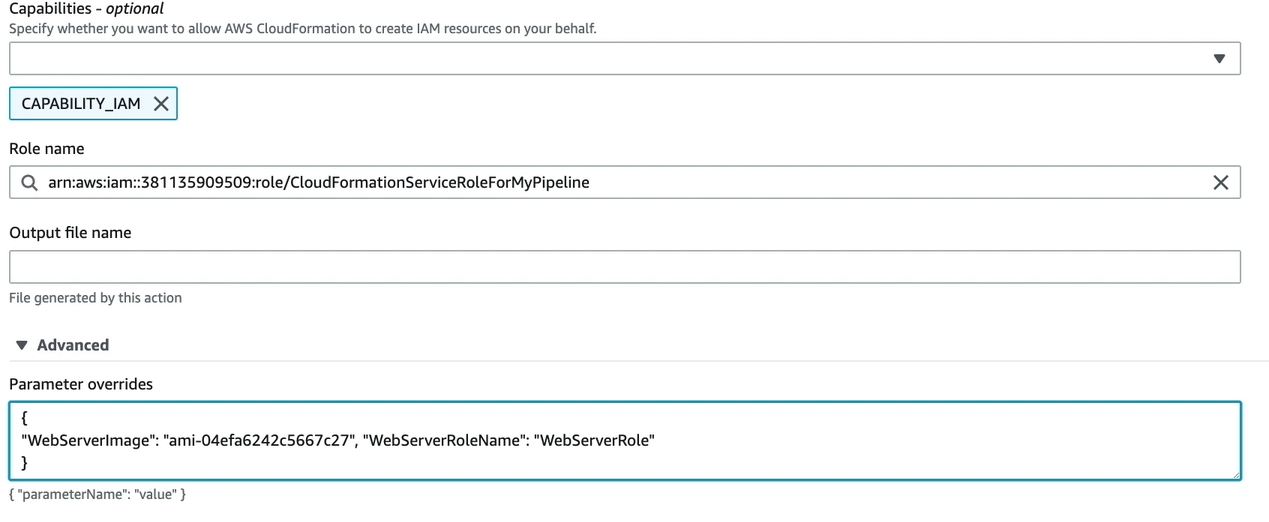 Capabilities - optional
Specify whether you want to allow AWS CloudFormation to create IAM resources on your behalf.
CAPABILITY_IAM
Role name
arn:aws:iam::381135909509:role/CloudFormationServiceRoleForMyPipeline
Output file name
File generated by this action
Advanced
Parameter overrides
{
"WebServerImage": "ami-04efa6242c5667c27", "WebServerRoleName": "WebServerRole"
}
{ "parameterName": "value" }